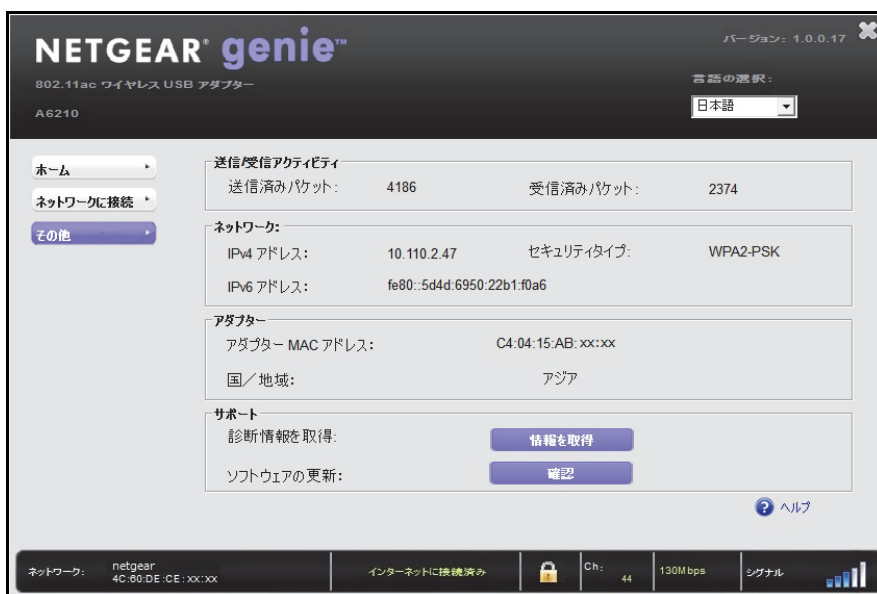 NETGEAR® genie™
バージョン: 1.0.0.17
802.11ac ワイヤレス USB アダプター
言語の選択:
A6210
日本語
ホーム
ネットワークに接続
その他
送信/受信アクティビティ
送信済みパケット: 4186 受信済みパケット: 2374
ネットワーク:
IPv4 アドレス: 10.110.2.47 セキュリティタイプ: WPA2-PSK
IPv6 アドレス: fe80::5d4d:6950:22b1:f0a6
アダプター
アダプター MAC アドレス: C4:04:15:AB:xx:xx
国/地域: アジア
サポート
診断情報を取得: 情報を取得
ソフトウェアの更新: 確認
? ヘルプ
ネットワーク: netgear
4C:60:DE:CE:xx:xx
インターネットに接続済み
Ch: 44
130Mbps
シグナル